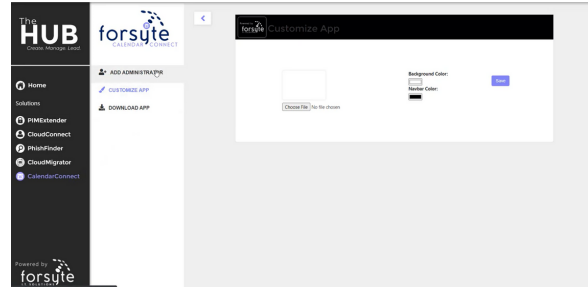 The
HUB
Create. Manage. Lead.
Home
Solutions
PIMExtender
CloudConnect
PhishFinder
CloudMigrator
CalendarConnect
Powered by
forsyte
I.T. SOLUTIONS
forsyte
CALENDAR CONNECT
ADD ADMINISTRATOR
CUSTOMIZE APP
DOWNLOAD APP
forsyte
Customize App
Choose File No file chosen
Background Color:
Navbar Color:
Save